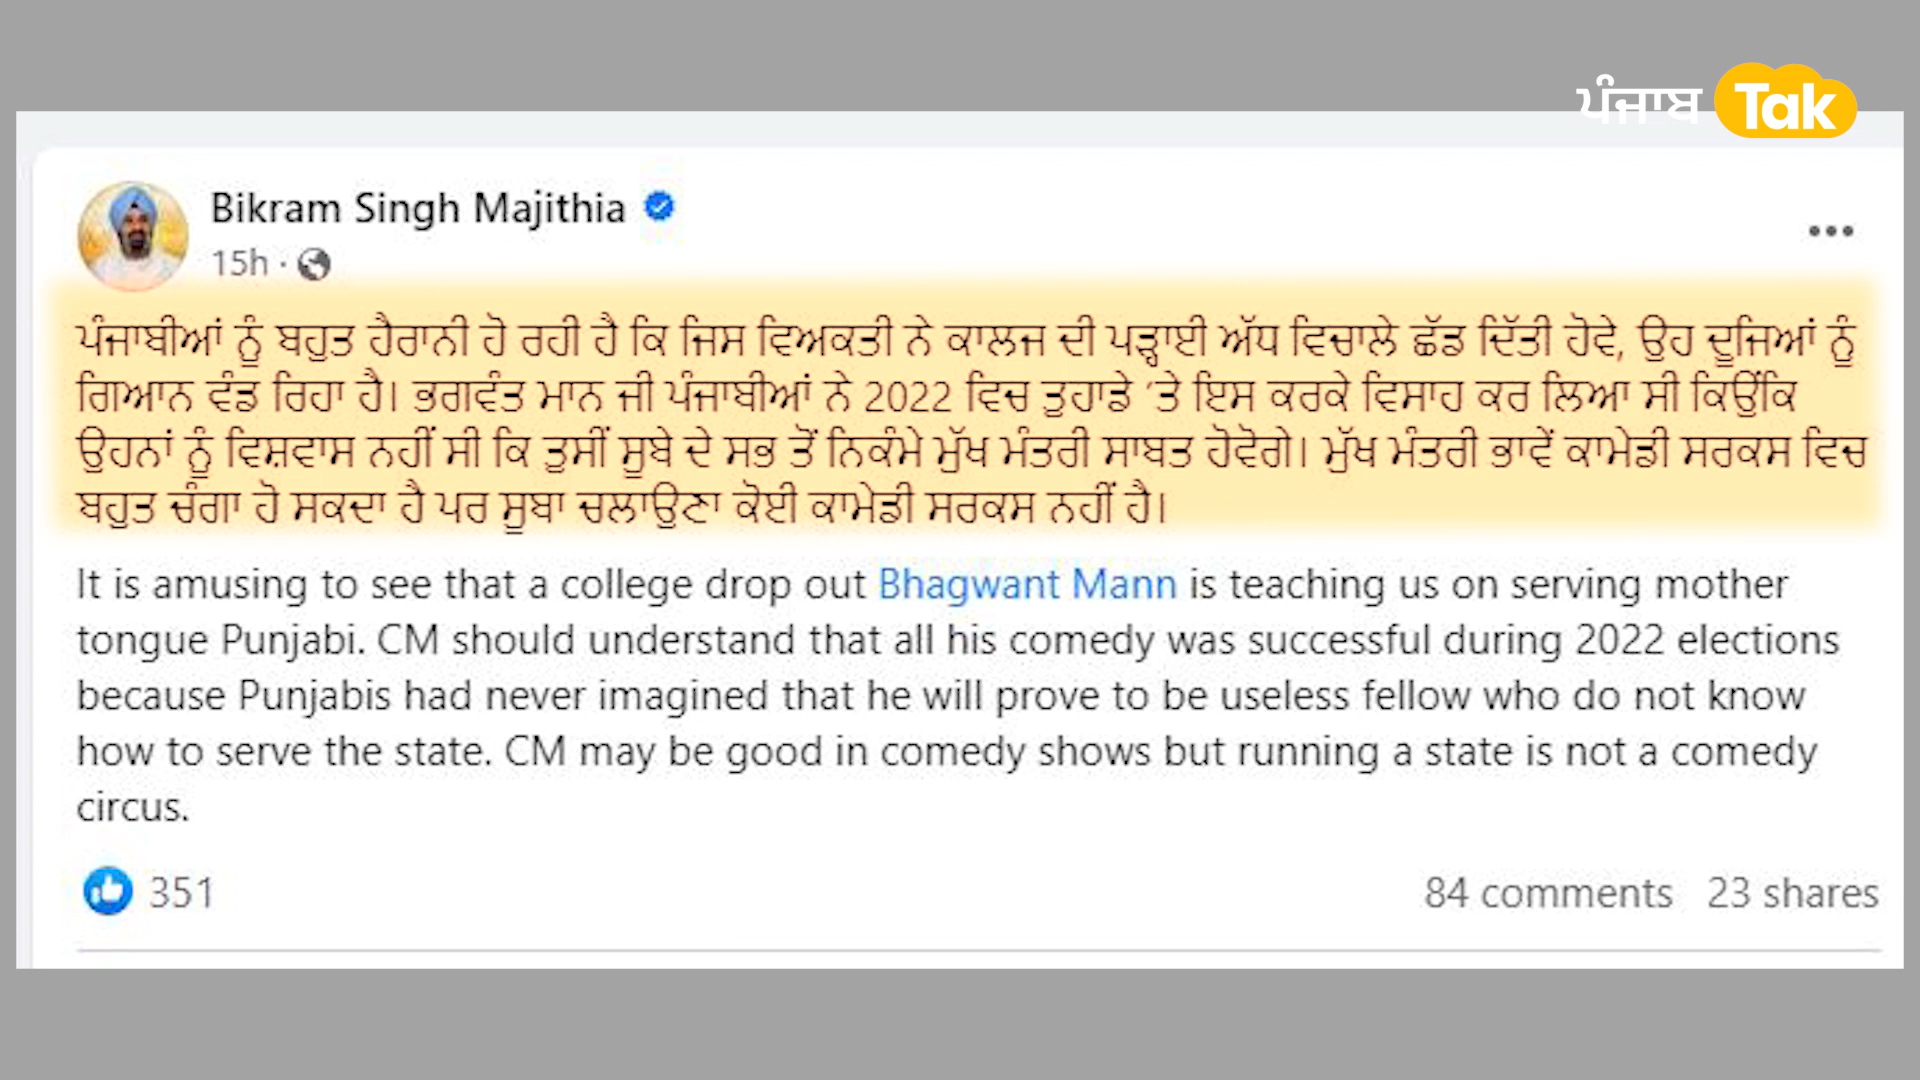 ਪੰਜਾਬ Tak
Bikram Singh Majithia
15h ·
ਪੰਜਾਬੀਆਂ ਨੂੰ ਬਹੁਤ ਹੈਰਾਨੀ ਹੋ ਰਹੀ ਹੈ ਕਿ ਜਿਸ ਵਿਅਕਤੀ ਨੇ ਕਾਲਜ ਦੀ ਪੜ੍ਹਾਈ ਅੱਧ ਵਿਚਾਲੇ ਛੱਡ ਦਿੱਤੀ ਹੋਵੇ, ਉਹ ਦੂਜਿਆਂ ਨੂੰ
ਗਿਆਨ ਵੰਡ ਰਿਹਾ ਹੈ। ਭਗਵੰਤ ਮਾਨ ਜੀ ਪੰਜਾਬੀਆਂ ਨੇ 2022 ਵਿਚ ਤੁਹਾਡੇ ’ਤੇ ਇਸ ਕਰਕੇ ਵਿਸਾਹ ਕਰ ਲਿਆ ਸੀ ਕਿਉਂਕਿ
ਉਹਨਾਂ ਨੂੰ ਵਿਸ਼ਵਾਸ ਨਹੀਂ ਸੀ ਕਿ ਤੁਸੀਂ ਸੂਬੇ ਦੇ ਸਭ ਤੋਂ ਨਿਕੰਮੇ ਮੁੱਖ ਮੰਤਰੀ ਸਾਬਤ ਹੋਵੋਗੇ। ਮੁੱਖ ਮੰਤਰੀ ਭਾਵੇਂ ਕਾਮੇਡੀ ਸਰਕਸ ਵਿਚ
ਬਹੁਤ ਚੰਗਾ ਹੋ ਸਕਦਾ ਹੈ ਪਰ ਸੂਬਾ ਚਲਾਉਣਾ ਕੋਈ ਕਾਮੇਡੀ ਸਰਕਸ ਨਹੀਂ ਹੈ।
It is amusing to see that a college drop out Bhagwant Mann is teaching us on serving mother
tongue Punjabi. CM should understand that all his comedy was successful during 2022 elections
because Punjabis had never imagined that he will prove to be useless fellow who do not know
how to serve the state. CM may be good in comedy shows but running a state is not a comedy
circus.
351 84 comments 23 shares